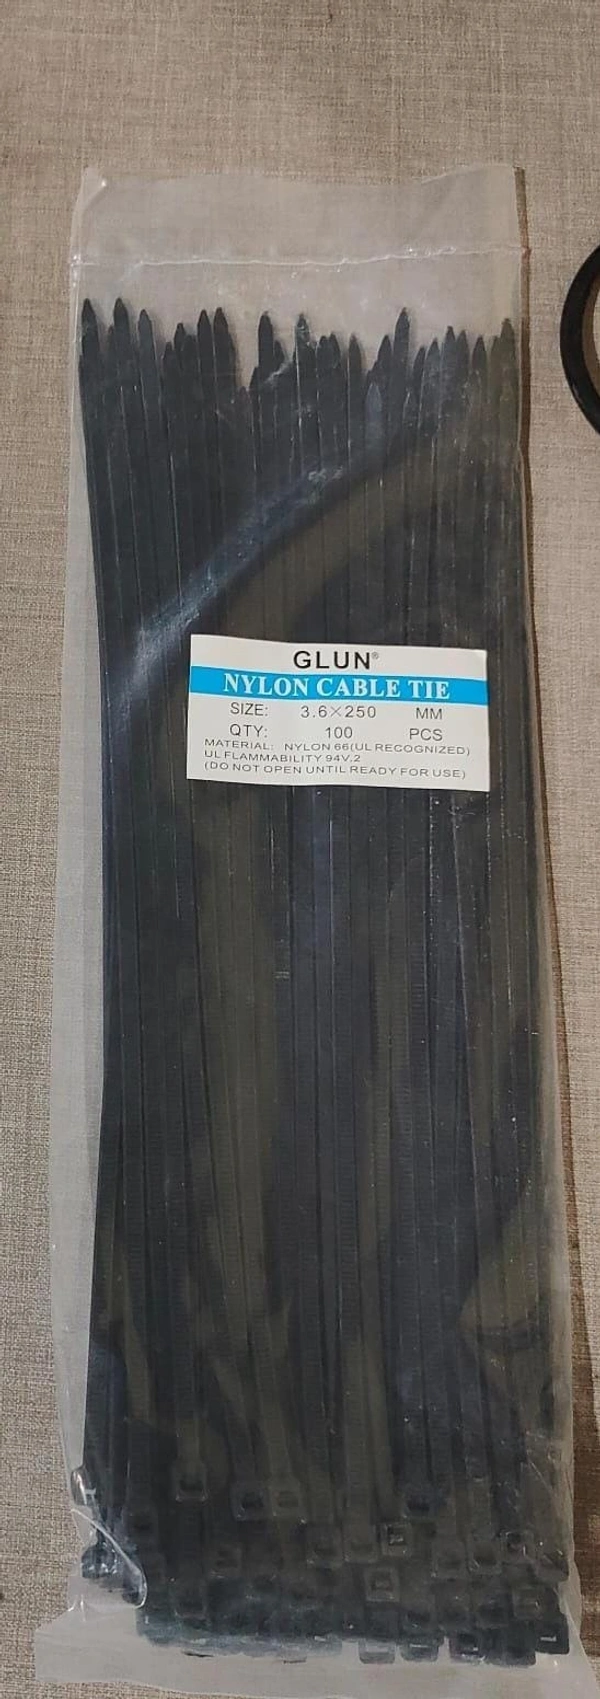 GLUN®
NYLON CABLE TIE
SIZE: 3.6×250 MM
QTY: 100 PCS
MATERIAL: NYLON 66(UL RECOGNIZED)
UL FLAMMABILITY 94V.2
(DO NOT OPEN UNTIL READY FOR USE)